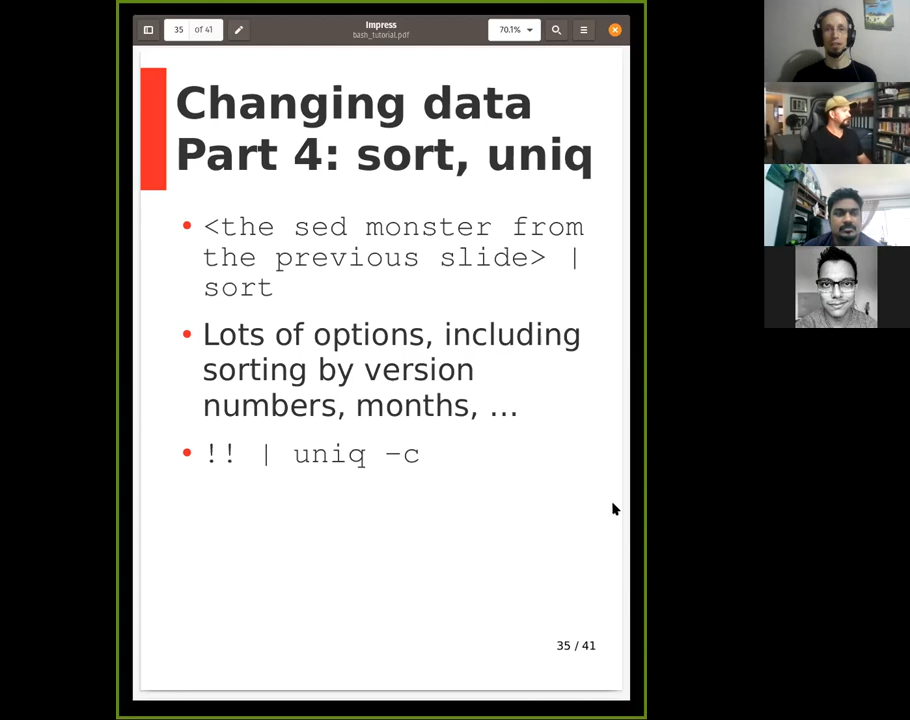 35 of 41
Impress
bash_tutorial.pdf
70.1%
Changing data
Part 4: sort, uniq
• <the sed monster from
the previous slide> |
sort
• Lots of options, including
sorting by version
numbers, months, …
• !! | uniq -c
35 / 41